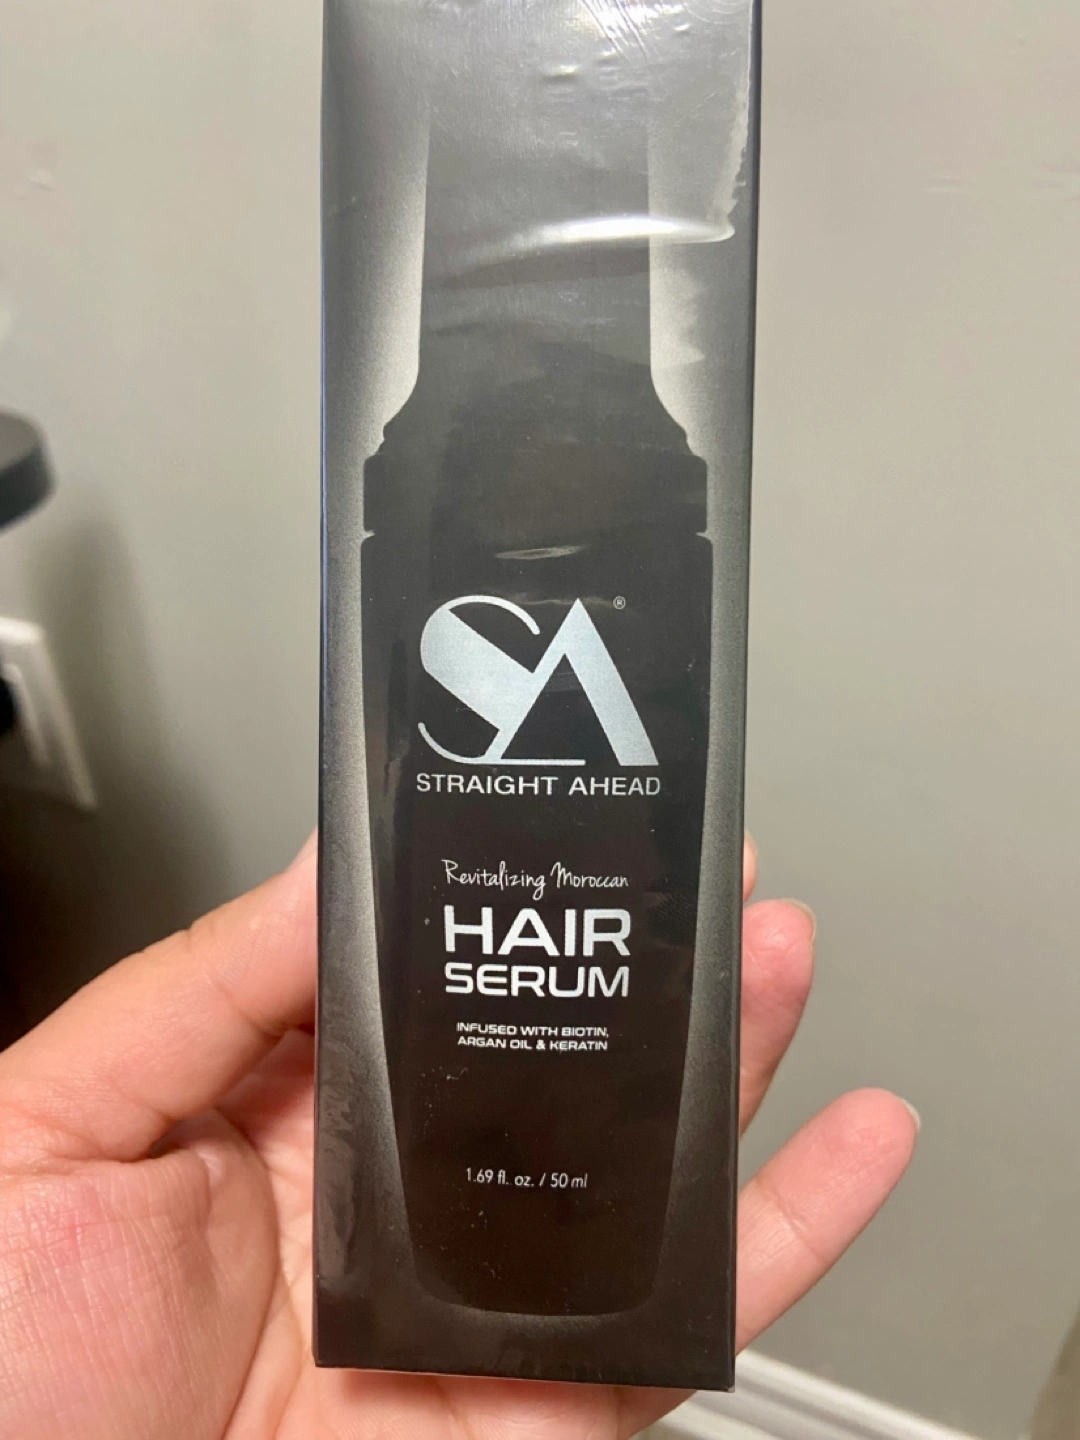 SA®
STRAIGHT AHEAD
Revitalizing Moroccan
HAIR
SERUM
INFUSED WITH BIOTIN,
ARGAN OIL & KERATIN
1.69 fl. oz. / 50 ml